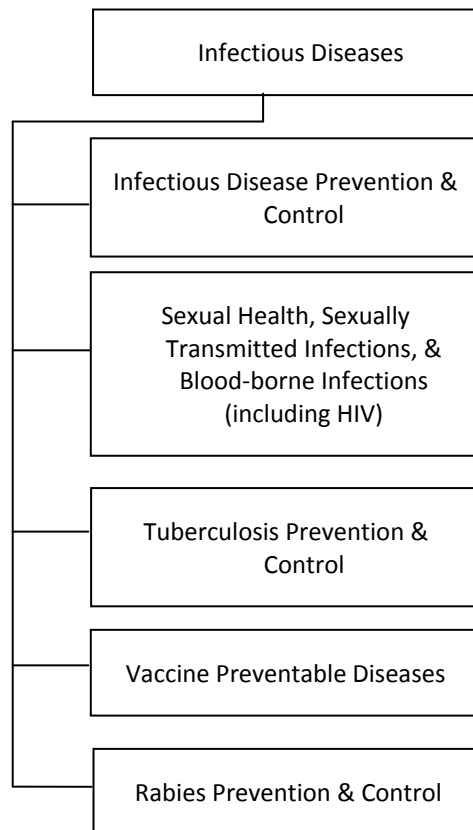 Infectious Diseases
Infectious Disease Prevention &
Control
Sexual Health, Sexually
Transmitted Infections, &
Blood-borne Infections
(including HIV)
Tuberculosis Prevention &
Control
Vaccine Preventable Diseases
Rabies Prevention & Control